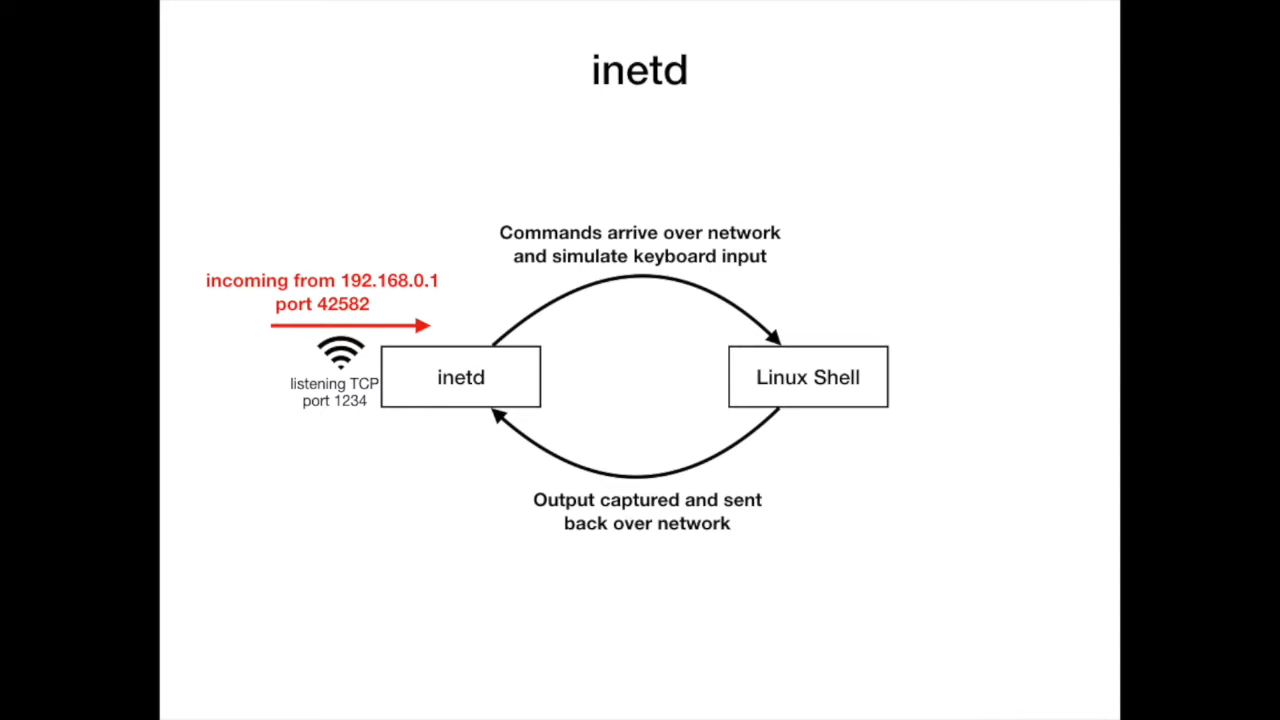 inetd
Commands arrive over network
and simulate keyboard input
incoming from 192.168.0.1
port 42582
listening TCP
port 1234
inetd
Linux Shell
Output captured and sent
back over network